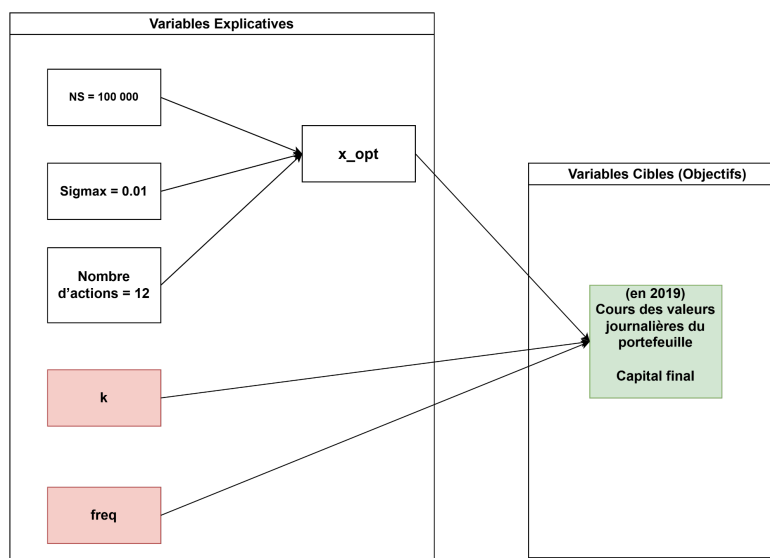 Variables Explicatives
NS = 100 000
x_opt
Sigmax = 0.01
Nombre
d'actions = 12
k
freq
Variables Cibles (Objectifs)
(en 2019)
Cours des valeurs
journalières du
portefeuille
Capital final